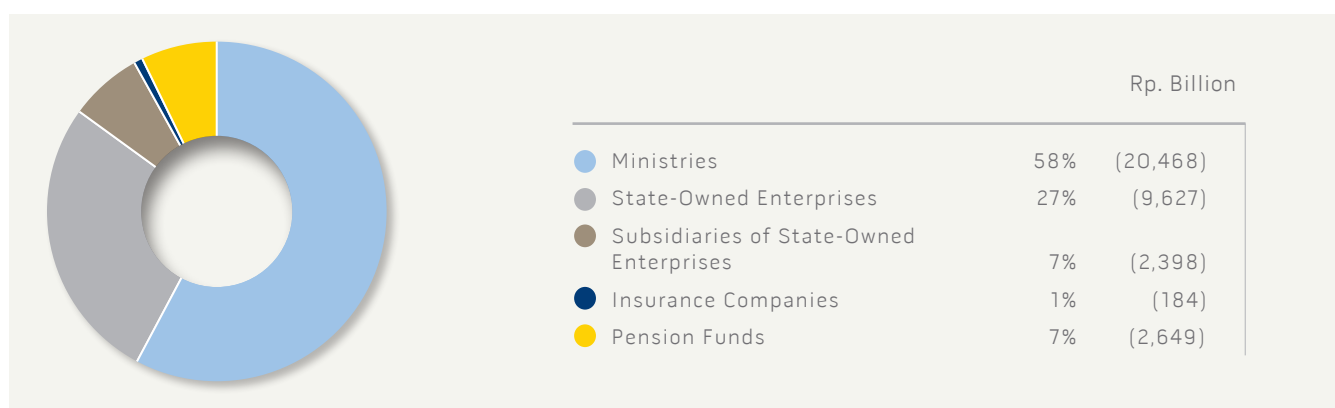 Rp. Billion
Ministries 58% (20,468)
State-Owned Enterprises 27% (9,627)
Subsidiaries of State-Owned
Enterprises 7% (2,398)
Insurance Companies 1% (184)
Pension Funds 7% (2,649)